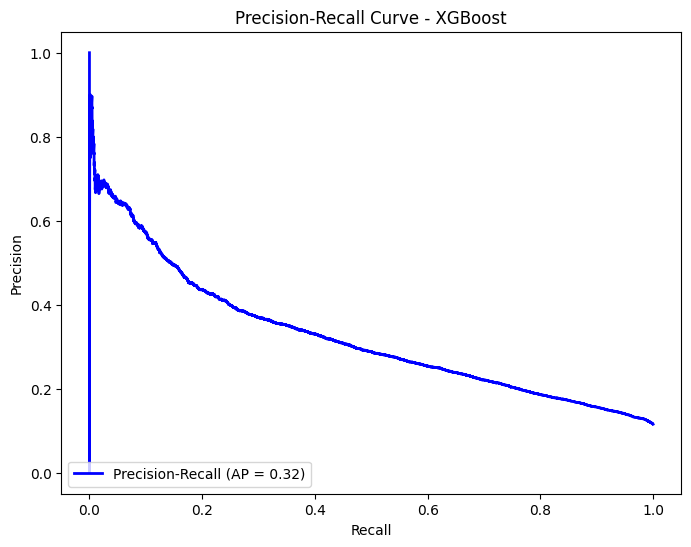 Precision-Recall Curve - XGBoost
1.0
0.8
0.6
0.4
0.2
0.0
Precision
Precision-Recall (AP = 0.32)
0.0 0.2 0.4 0.6 0.8 1.0
Recall